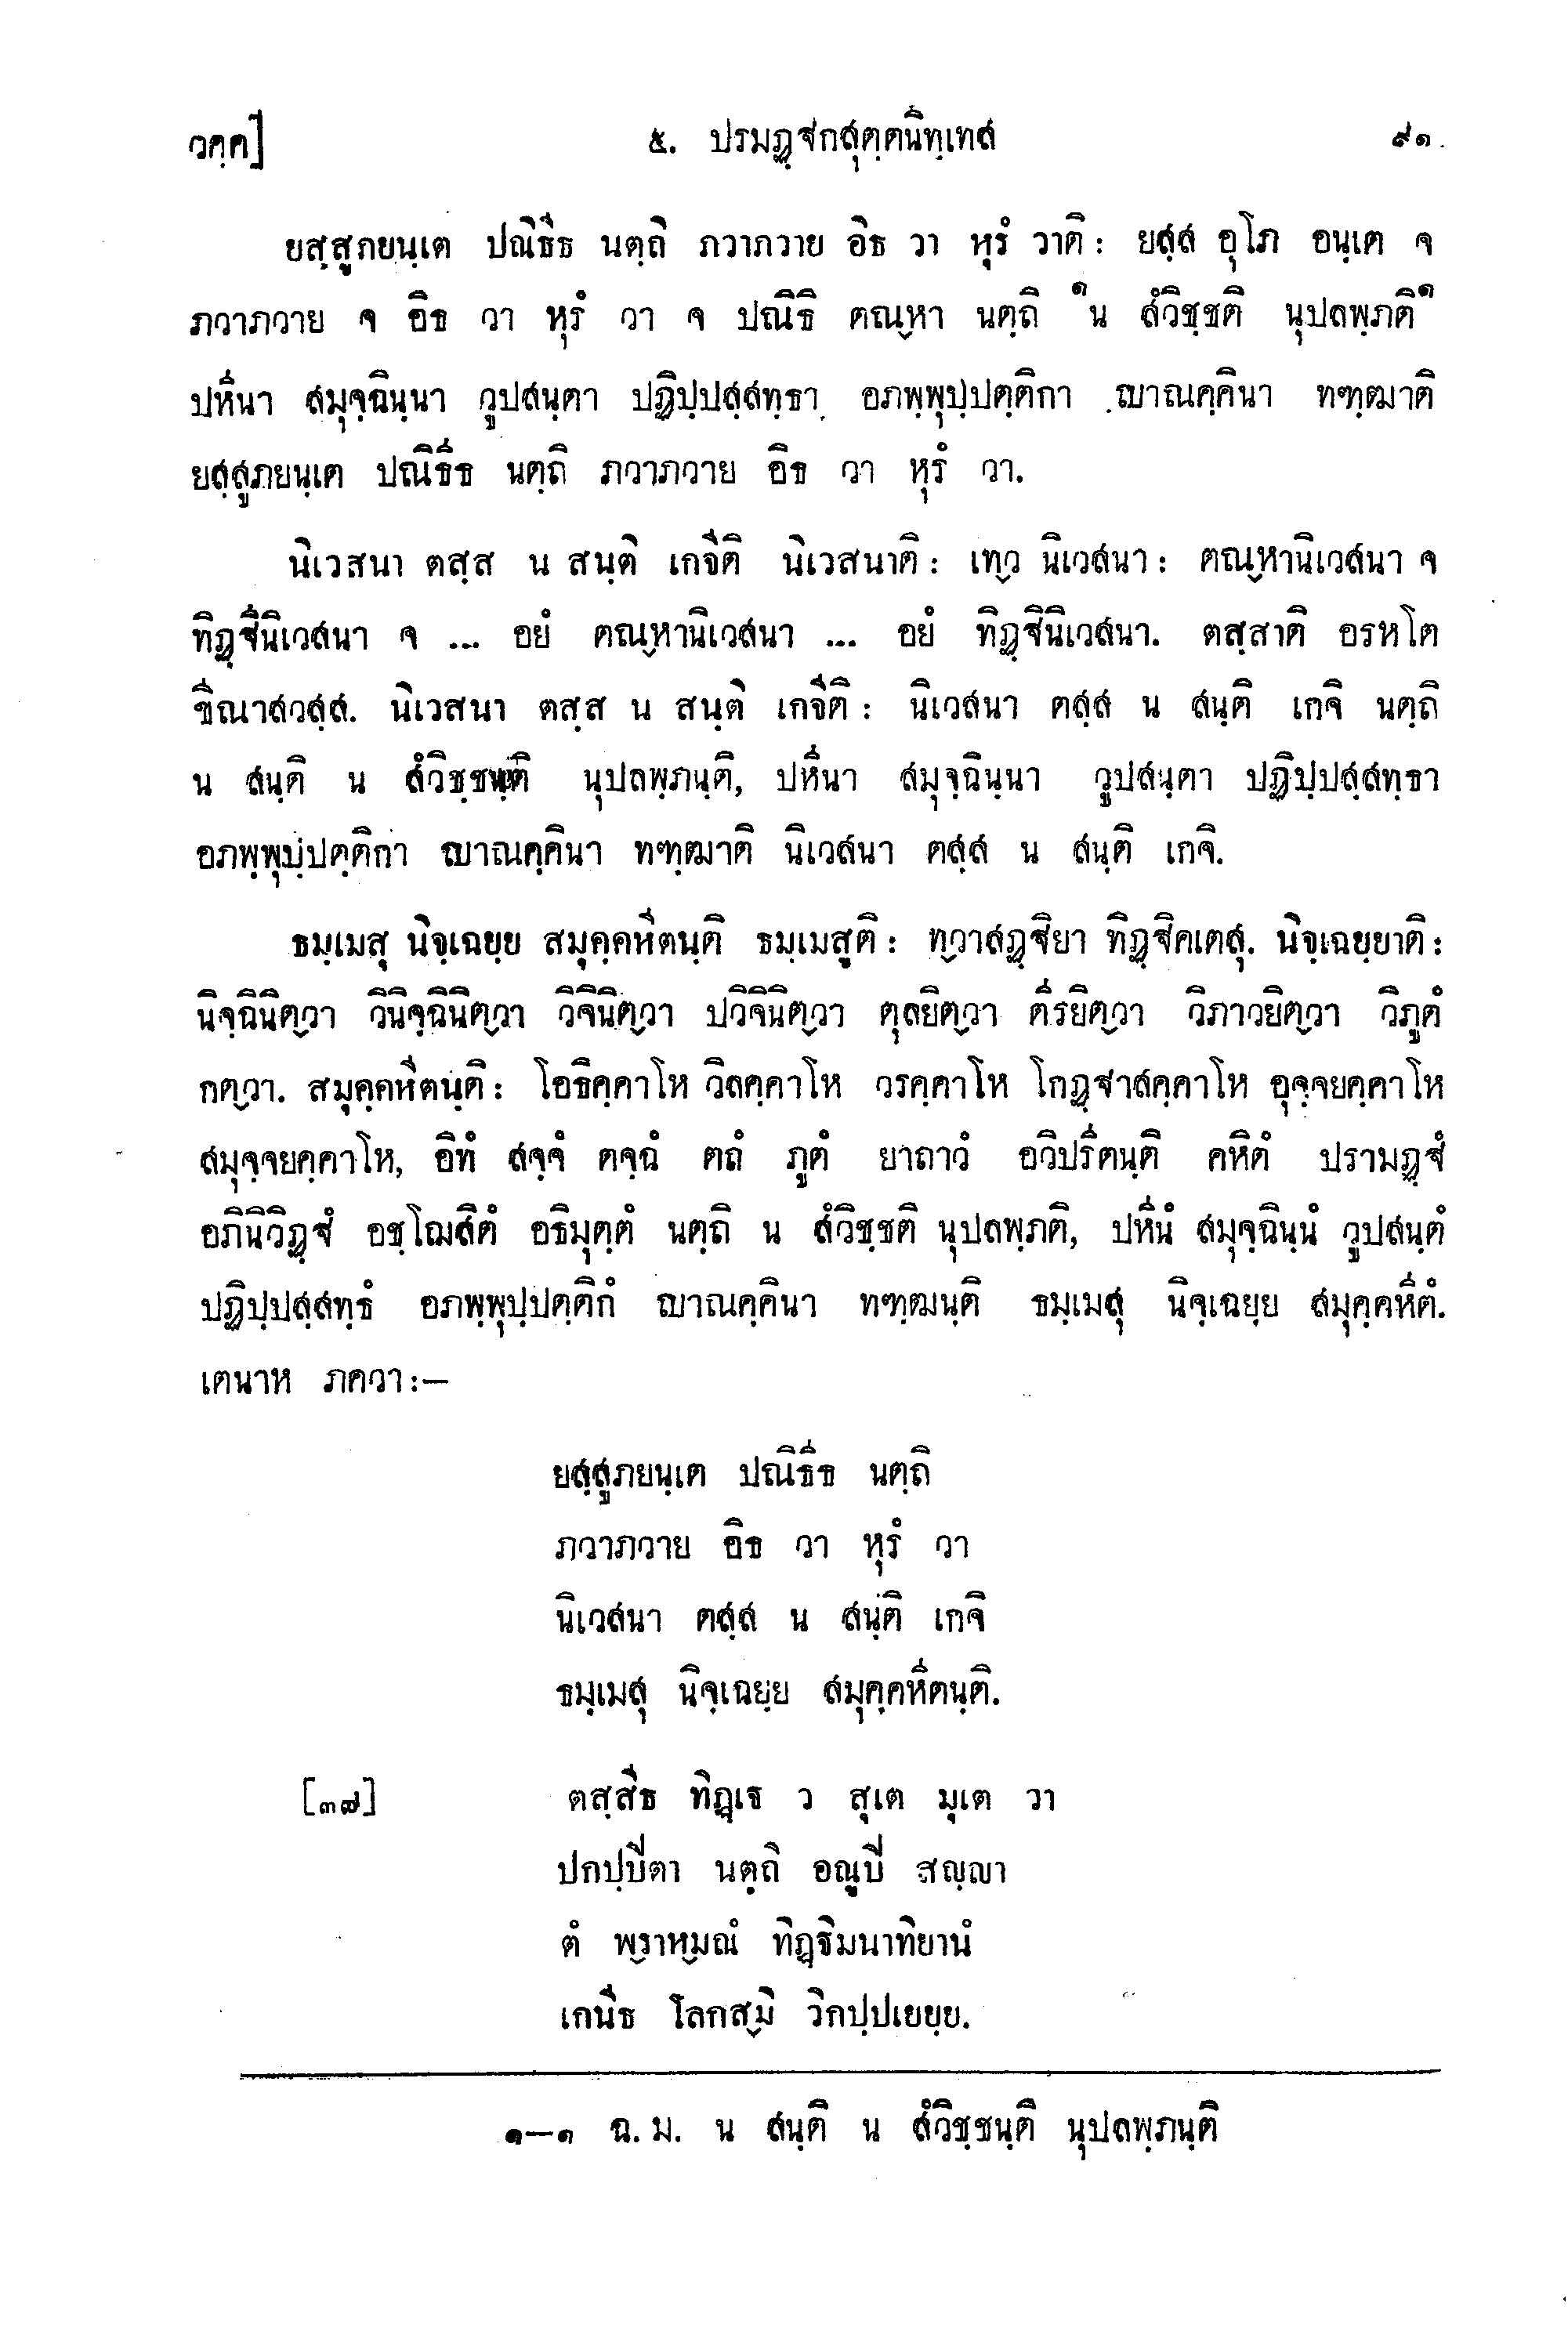 วคฺค]
๕. ปรมฏฺฐกสุตฺตนิทฺเทส
๙๑
ยสฺสูภยนฺเต ปณิธีธ นตฺถิ ภวาภวาย อิธ วา หุรํ วาติ : ยสฺส อุโภ อนฺเต จ
ภวาภวาย จ อิธ วา หุรํ วา จ ปณิธิ ตณฺหา นตฺถิ ๑น สํวิชฺชติ นุปลพฺภติ๑
ปหีนา สมุจฺฉินฺนา วูปสนฺตา ปฏิปฺปสฺสทฺธา อภพฺพุปฺปตฺติกา ญาณคฺคินา ทฑฺฒาติ
ยสฺสูภยนฺเต ปณิธีธ นตฺถิ ภวาภวาย อิธ วา หุรํ วา.
นิเวสนา ตสฺส น สนฺติ เกจีติ นิเวสนาติ : เทฺว นิเวสนา : ตณฺหานิเวสนา จ
ทิฏฺฐินิเวสนา จ ... อยํ ตณฺหานิเวสนา ... อยํ ทิฏฺฐินิเวสนา. ตสฺสาติ อรหโต
ขีณาสวสฺส. นิเวสนา ตสฺส น สนฺติ เกจีติ : นิเวสนา ตสฺส น สนฺติ เกจิ นตฺถิ
น สนฺติ น สํวิชฺชนฺติ นุปลพฺภนฺติ, ปหีนา สมุจฺฉินฺนา วูปสนฺตา ปฏิปฺปสฺสทฺธา
อภพฺพุปฺปตฺติกา ญาณคฺคินา ทฑฺฒาติ นิเวสนา ตสฺส น สนฺติ เกจิ.
ธมฺเมสุ นิจฺเฉยฺย สมุคฺคหีตนฺติ ธมฺเมสูติ : ทฺวาสฏฺฐิยา ทิฏฺฐิคเตสุ. นิจฺเฉยฺยาติ :
นิจฺฉินิตฺวา วินิจฺฉินิตฺวา วิจินิตฺวา ปวิจินิตฺวา ตุลยิตฺวา ตีรยิตฺวา วิภาวยิตฺวา วิภูตํ
กตฺวา. สมุคฺคหีตนฺติ : โอธิคฺคาโห วิลคฺคาโห วรคฺคาโห โกฏฺฐาสคฺคาโห อุจฺจยคฺคาโห
สมุจฺจยคฺคาโห, อิทํ สจฺจํ ตจฺฉํ ตถํ ภูตํ ยาถาวํ อวิปรีตนฺติ คหิตํ ปรามฏฺฐํ
อภินิวิฏฺฐํ อชฺโฌสิตํ อธิมุตฺตํ นตฺถิ น สํวิชฺชติ นุปลพฺภติ, ปหีนํ สมุจฺฉินฺนํ วูปสนฺตํ
ปฏิปฺปสฺสทฺธํ อภพฺพุปฺปตฺติกํ ญาณคฺคินา ทฑฺฒนฺติ ธมฺเมสุ นิจฺเฉยฺย สมุคฺคหีตํ.
เตนาห ภควา :—
ยสฺสูภยนฺเต ปณิธีธ นตฺถิ
ภวาภวาย อิธ วา หุรํ วา
นิเวสนา ตสฺส น สนฺติ เกจิ
ธมฺเมสุ นิจฺเฉยฺย สมุคฺคหีตนฺติ.
[๓๗] ตสฺสีธ ทิฏฺเฐ ว สุเต มุเต วา
ปกปฺปิตา นตฺถิ อณูปิ สญฺญา
ตํ พฺราหฺมณํ ทิฏฺฐิมนาทิยานํ
เกนีธ โลกสฺมิ วิกปฺปเยยฺย.
๑—๑ ฉ. ม. น สนฺติ น สํวิชฺชนฺติ นุปลพฺภนฺติ